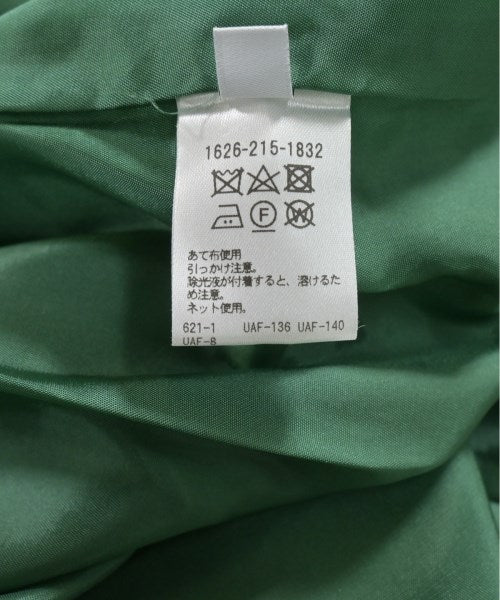 1626-215-1832
F W
あて布使用
引っかけ注意。
除光液が付着すると、溶けるた
め注意。
ネット使用。
621-1 UAF-136 UAF-140
UAF-8